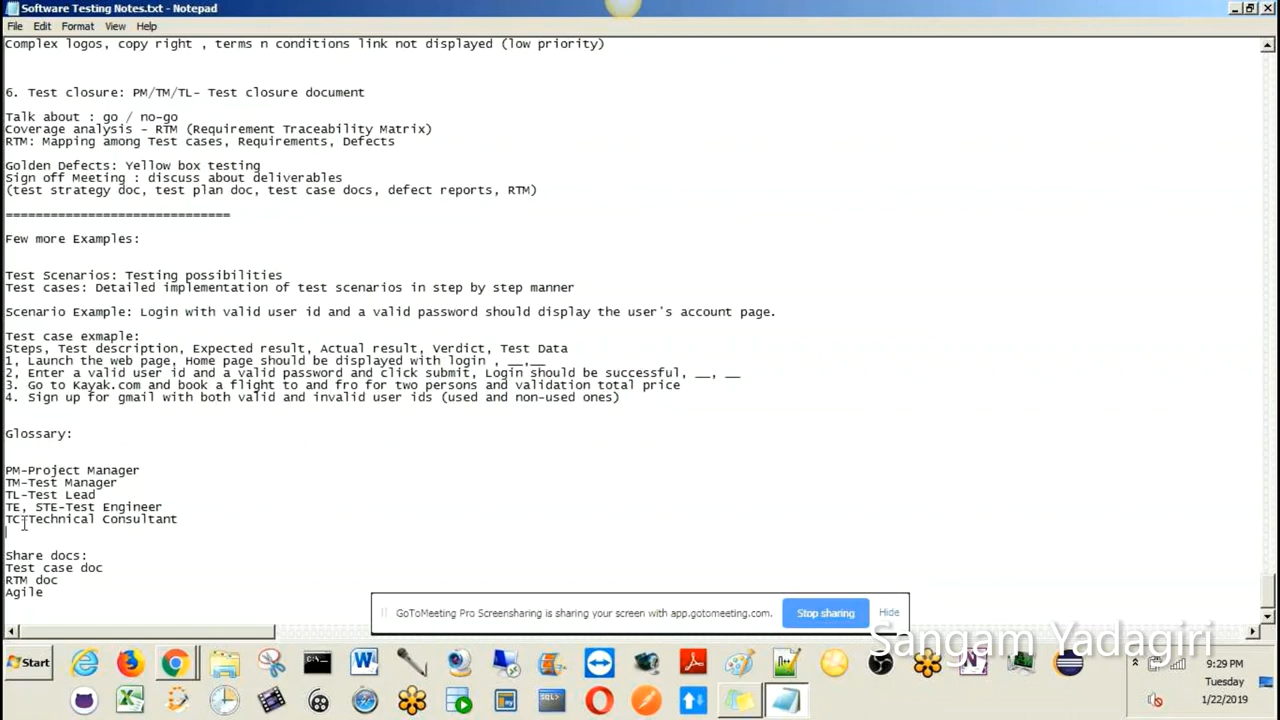 Software Testing Notes.txt - Notepad
File Edit Format View Help
Complex logos, copy right , terms n conditions link not displayed (low priority)
6. Test closure: PM/TM/TL- Test closure document
Talk about : go / no-go
Coverage analysis - RTM (Requirement Traceability Matrix)
RTM: Mapping among Test cases, Requirements, Defects
Golden Defects: Yellow box testing
Sign off Meeting : discuss about deliverables
(test strategy doc, test plan doc, test case docs, defect reports, RTM)
==============================
Few more Examples:
Test Scenarios: Testing possibilities
Test cases: Detailed implementation of test scenarios in step by step manner
Scenario Example: Login with valid user id and a valid password should display the user's account page.
Test case exmaple:
Steps, Test description, Expected result, Actual result, Verdict, Test Data
1, Launch the web page, Home page should be displayed with login , __,__
2, Enter a valid user id and a valid password and click submit, Login should be successful, __, __
3. Go to Kayak.com and book a flight to and fro for two persons and validation total price
4. Sign up for gmail with both valid and invalid user ids (used and non-used ones)
Glossary:
PM-Project Manager
TM-Test Manager
TL-Test Lead
TE, STE-Test Engineer
TC-Technical Consultant
Share docs:
Test case doc
RTM doc
Agile
GoToMeeting Pro Screensharing is sharing your screen with app.gotomeeting.com. Stop sharing Hide
Sangam Yadagiri
Start
9:29 PM
Tuesday
1/22/2019